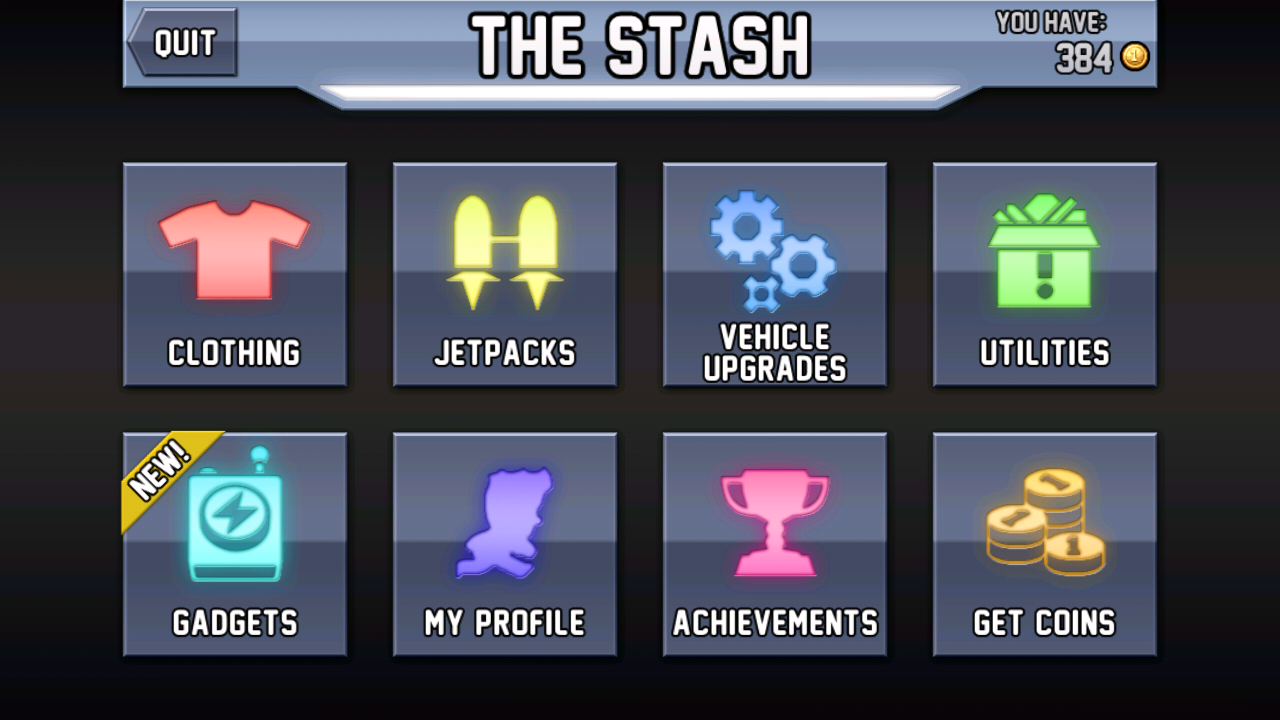 QUIT
THE STASH
YOU HAVE:
384
CLOTHING
JETPACKS
VEHICLE
UPGRADES
UTILITIES
NEW!
GADGETS
MY PROFILE
ACHIEVEMENTS
GET COINS